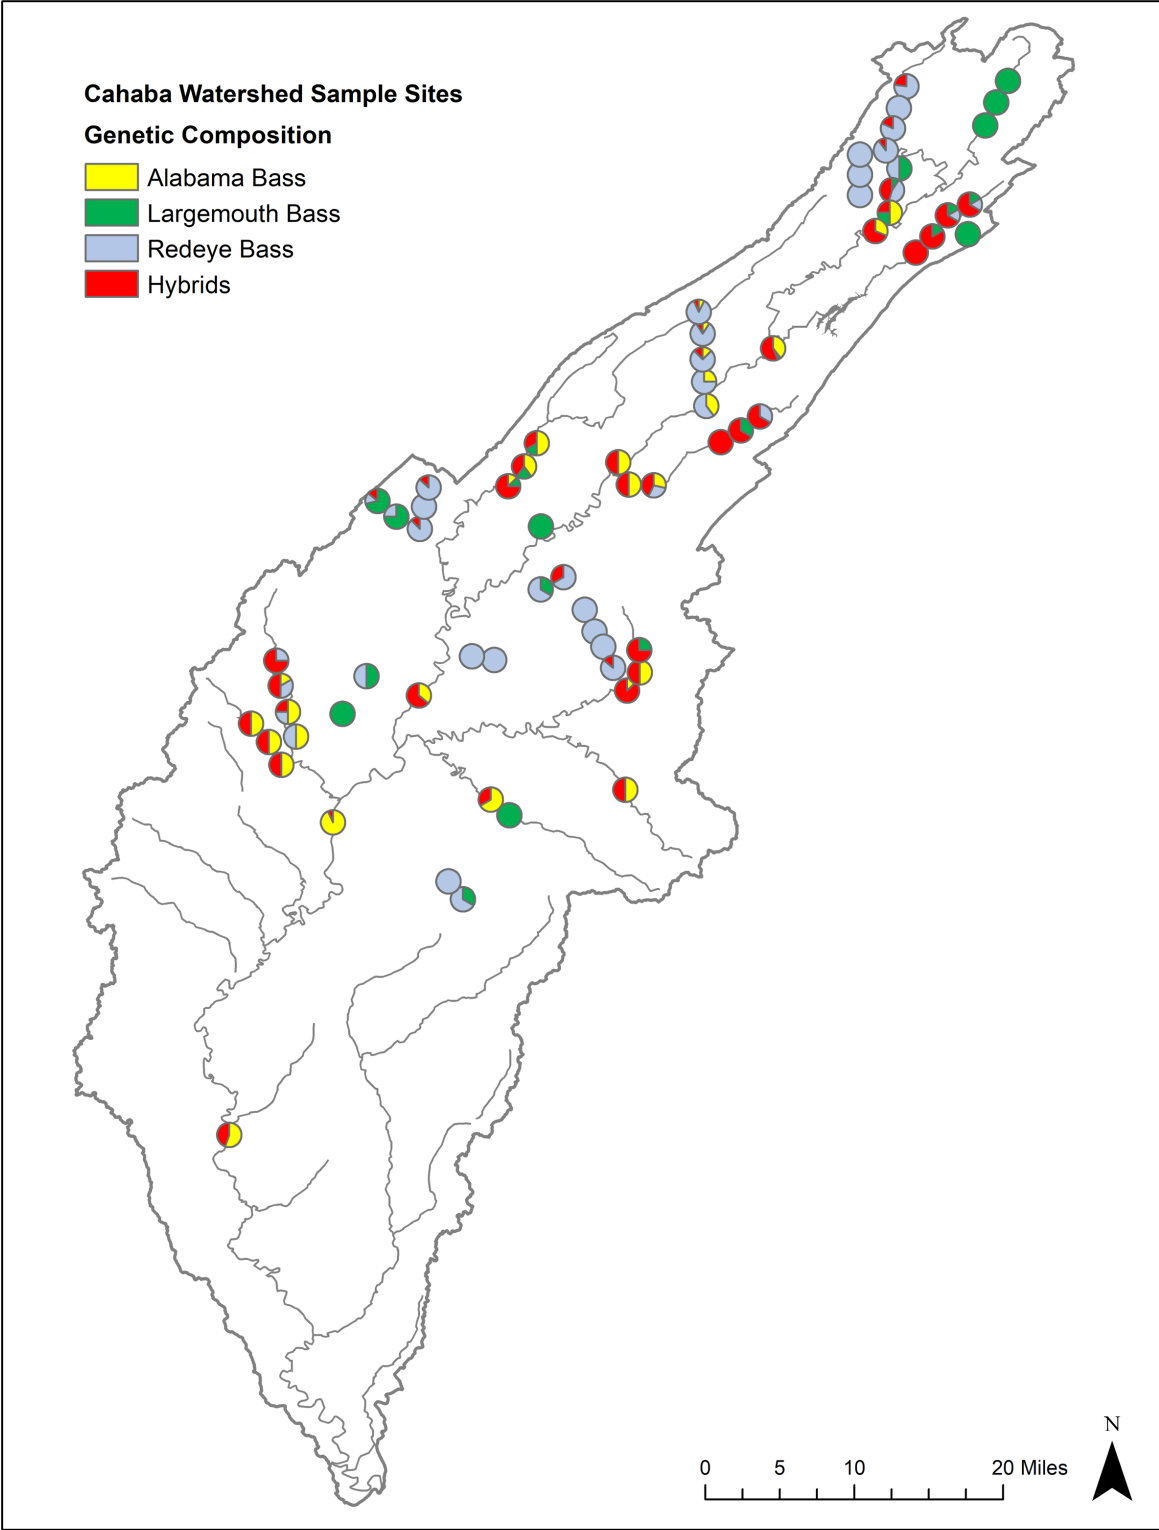 Cahaba Watershed Sample Sites
Genetic Composition
Alabama Bass
Largemouth Bass
Redeye Bass
Hybrids
N
0 5 10 20 Miles